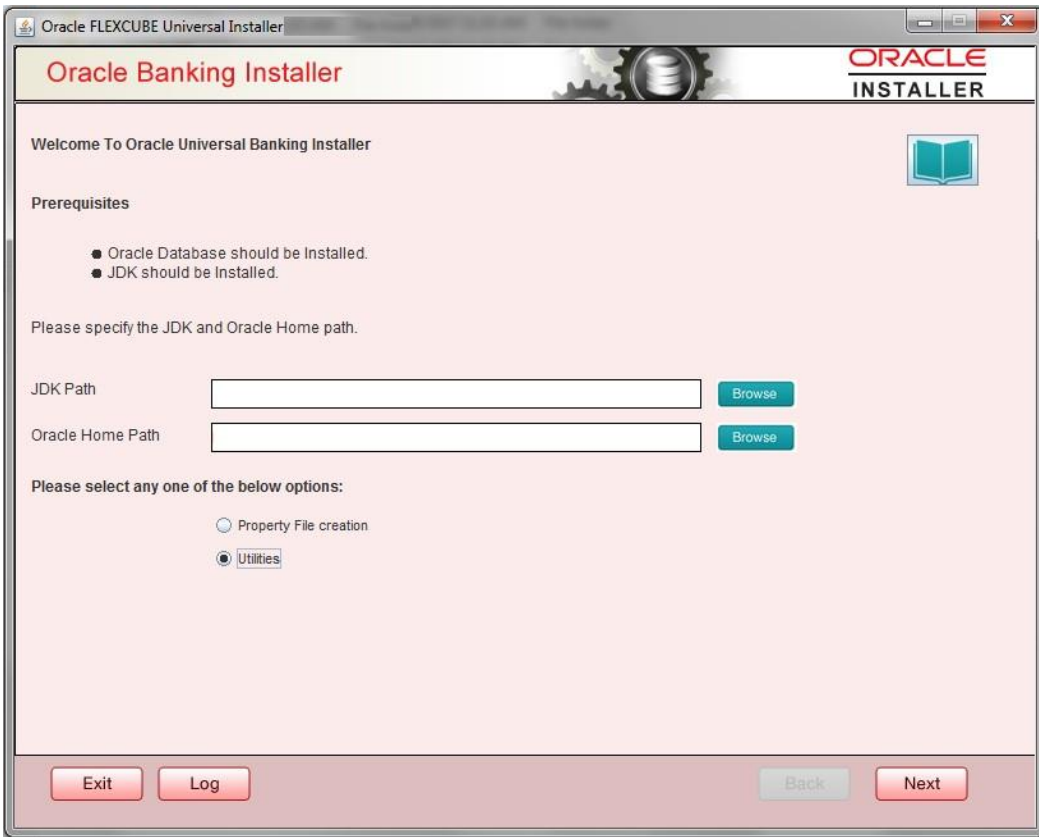 Oracle FLEXCUBE Universal Installer
Oracle Banking Installer
ORACLE
INSTALLER
Welcome To Oracle Universal Banking Installer
Prerequisites
Oracle Database should be Installed.
JDK should be Installed.
Please specify the JDK and Oracle Home path.
JDK Path
Browse
Oracle Home Path
Browse
Please select any one of the below options:
Property File creation
Utilities
Exit
Log
Back
Next